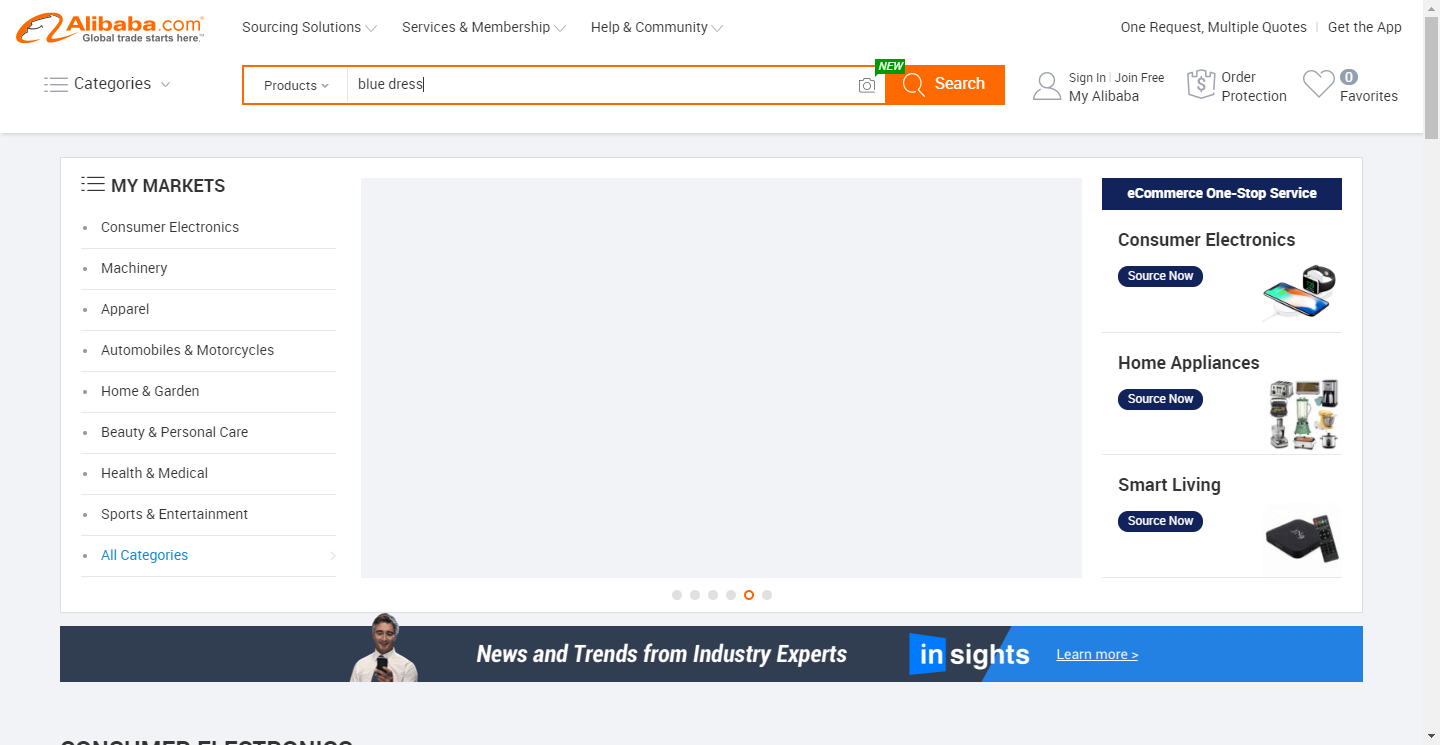 Alibaba.com
Global trade starts here.™
Sourcing Solutions
Services & Membership
Help & Community
One Request, Multiple Quotes
Get the App
Categories
Products
blue dress
NEW
Search
Sign In
Join Free
My Alibaba
Order
Protection
0
Favorites
MY MARKETS
Consumer Electronics
Machinery
Apparel
Automobiles & Motorcycles
Home & Garden
Beauty & Personal Care
Health & Medical
Sports & Entertainment
All Categories
eCommerce One-Stop Service
Consumer Electronics
Source Now
Home Appliances
Source Now
Smart Living
Source Now
News and Trends from Industry Experts
insights
Learn more >
CONSUMER ELECTRONICS